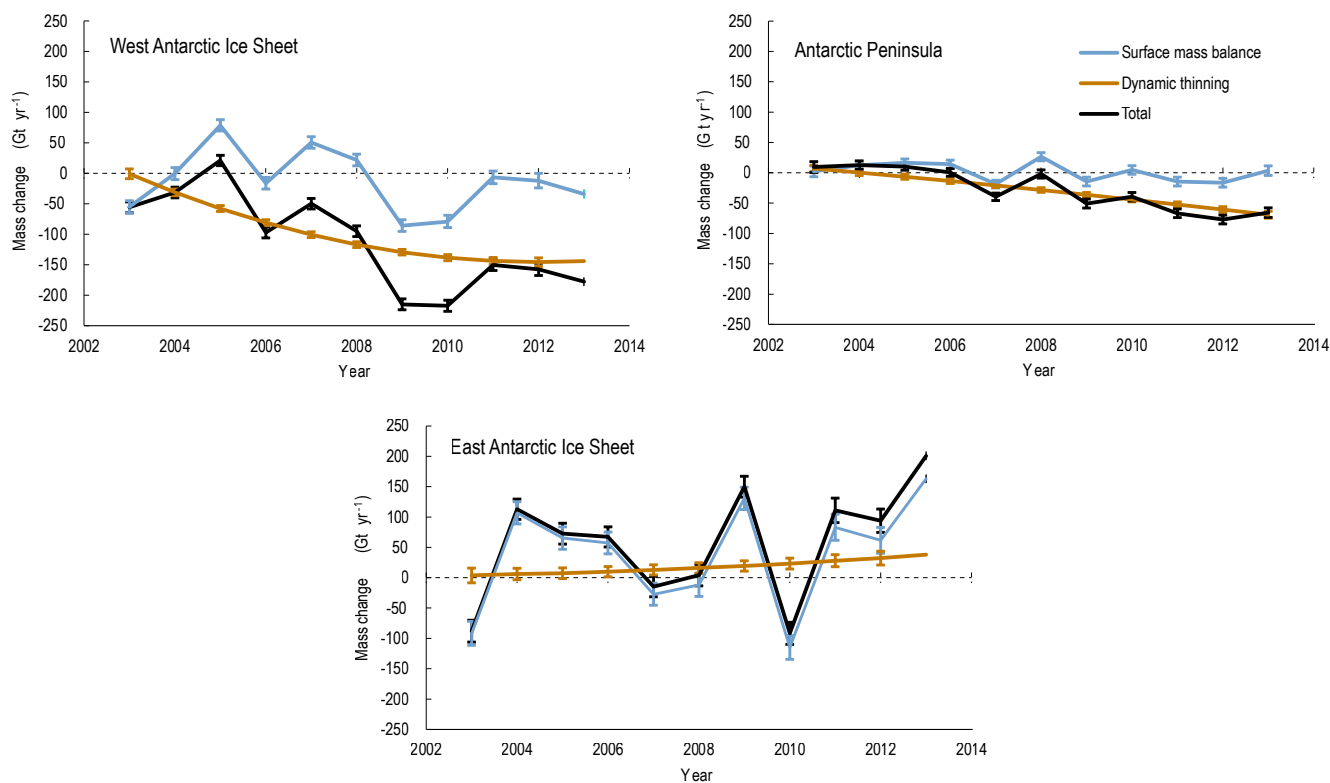 West Antarctic Ice Sheet
Mass change (Gt yr-1)
250
200
150
100
50
0
-50
-100
-150
-200
-250
2002 2004 2006 2008 2010 2012 2014
Year
Antarctic Peninsula
Surface mass balance
Dynamic thinning
Total
Mass change (Gt yr-1)
250
200
150
100
50
0
-50
-100
-150
-200
-250
2002 2004 2006 2008 2010 2012 2014
Year
East Antarctic Ice Sheet
Mass change (Gt yr-1)
250
200
150
100
50
0
-50
-100
-150
-200
-250
2002 2004 2006 2008 2010 2012 2014
Year